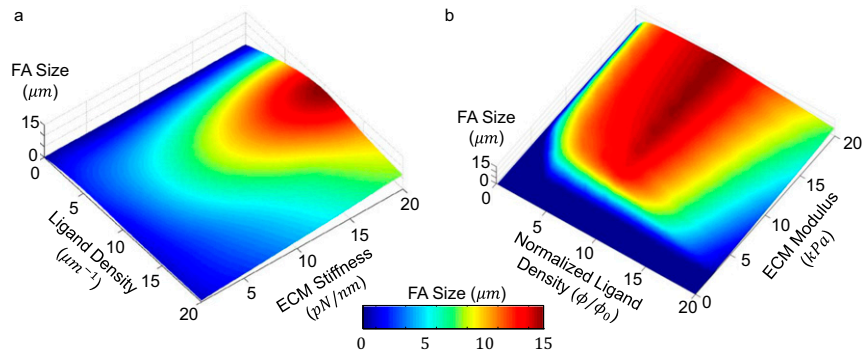 a
FA Size
(μm)
15
0
0
5
10
15
20
Ligand Density
(μm⁻¹)
5
10
15
20
ECM Stiffness
(pN/nm)
b
FA Size
(μm)
15
0
0
5
10
15
20
Normalized Ligand
Density (ϕ/ϕ₀)
0
5
10
15
20
ECM Modulus
(kPa)
FA Size (μm)
0
5
10
15